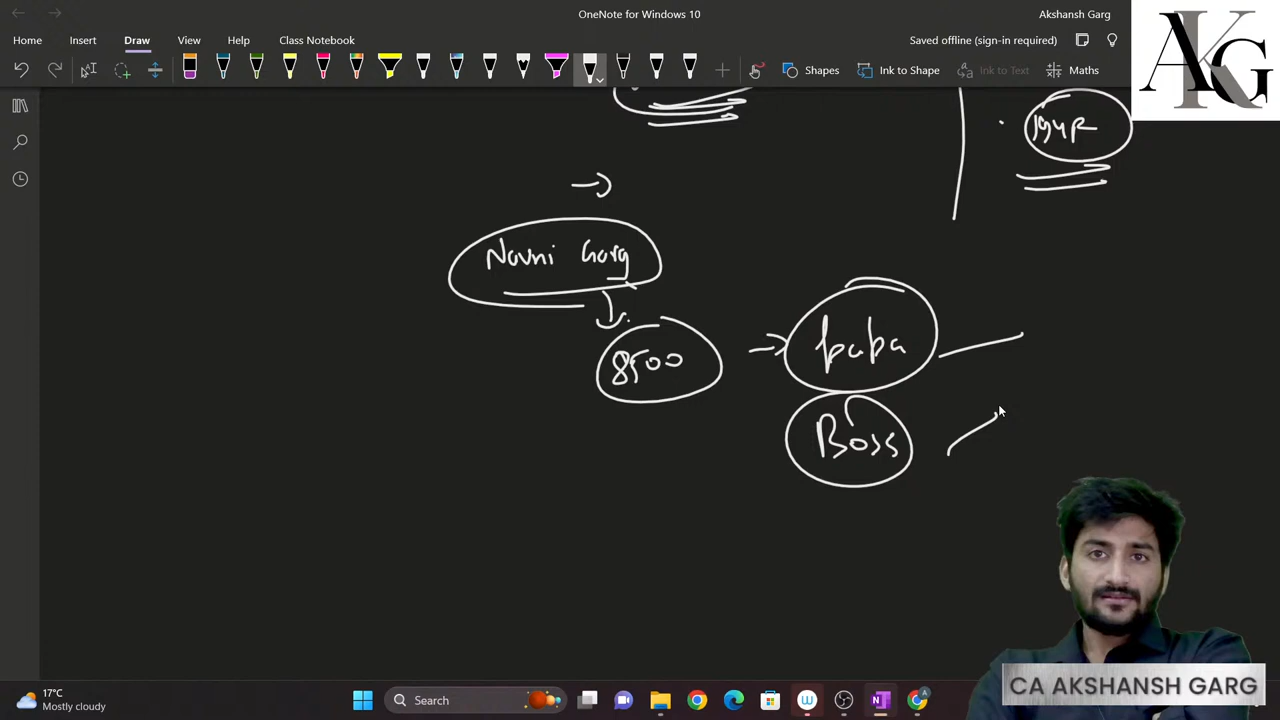 OneNote for Windows 10
Akshansh Garg
Home Insert Draw View Help Class Notebook
Saved offline (sign-in required)
Shapes Ink to Shape Ink to Text Maths
AKG
Navni Garg
8500
papa
Boss
CA AKSHANSH GARG
17°C
Mostly cloudy
Search